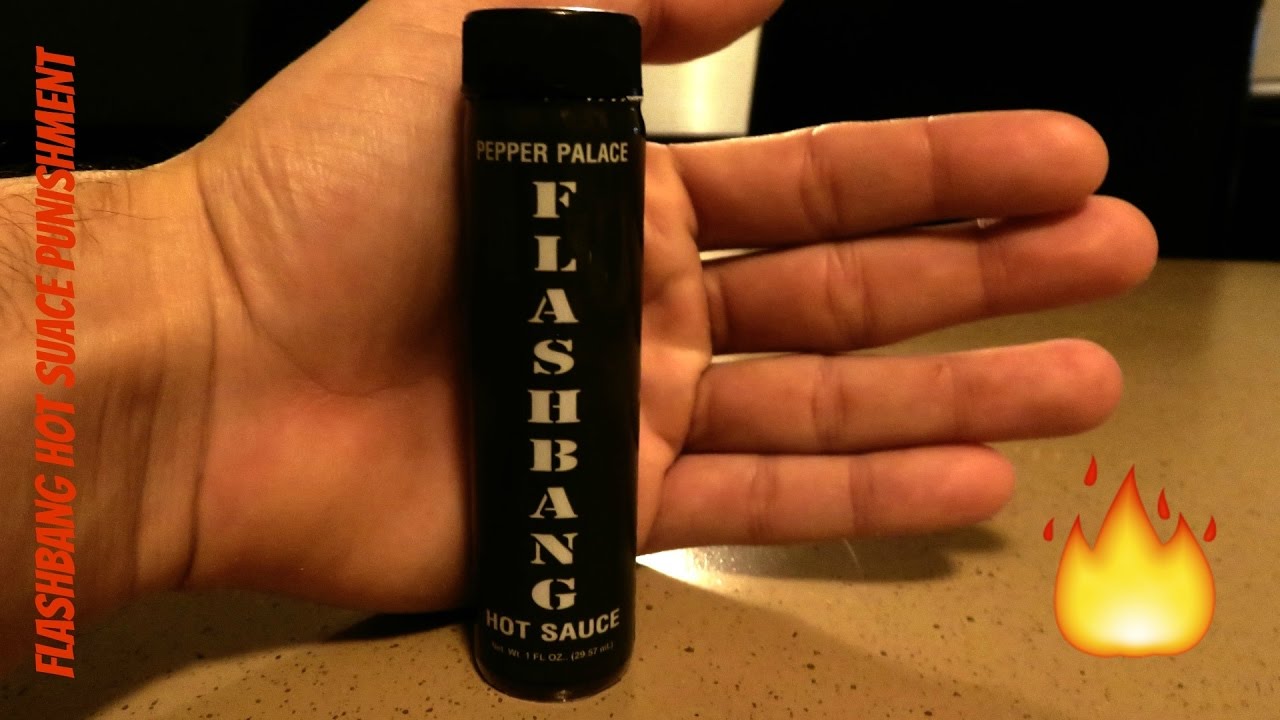 FLASHBANG HOT SUACE PUNISHMENT
PEPPER PALACE
FLASHBANG
HOT SAUCE
Net Wt. 1 FL OZ. (29.57 mL)